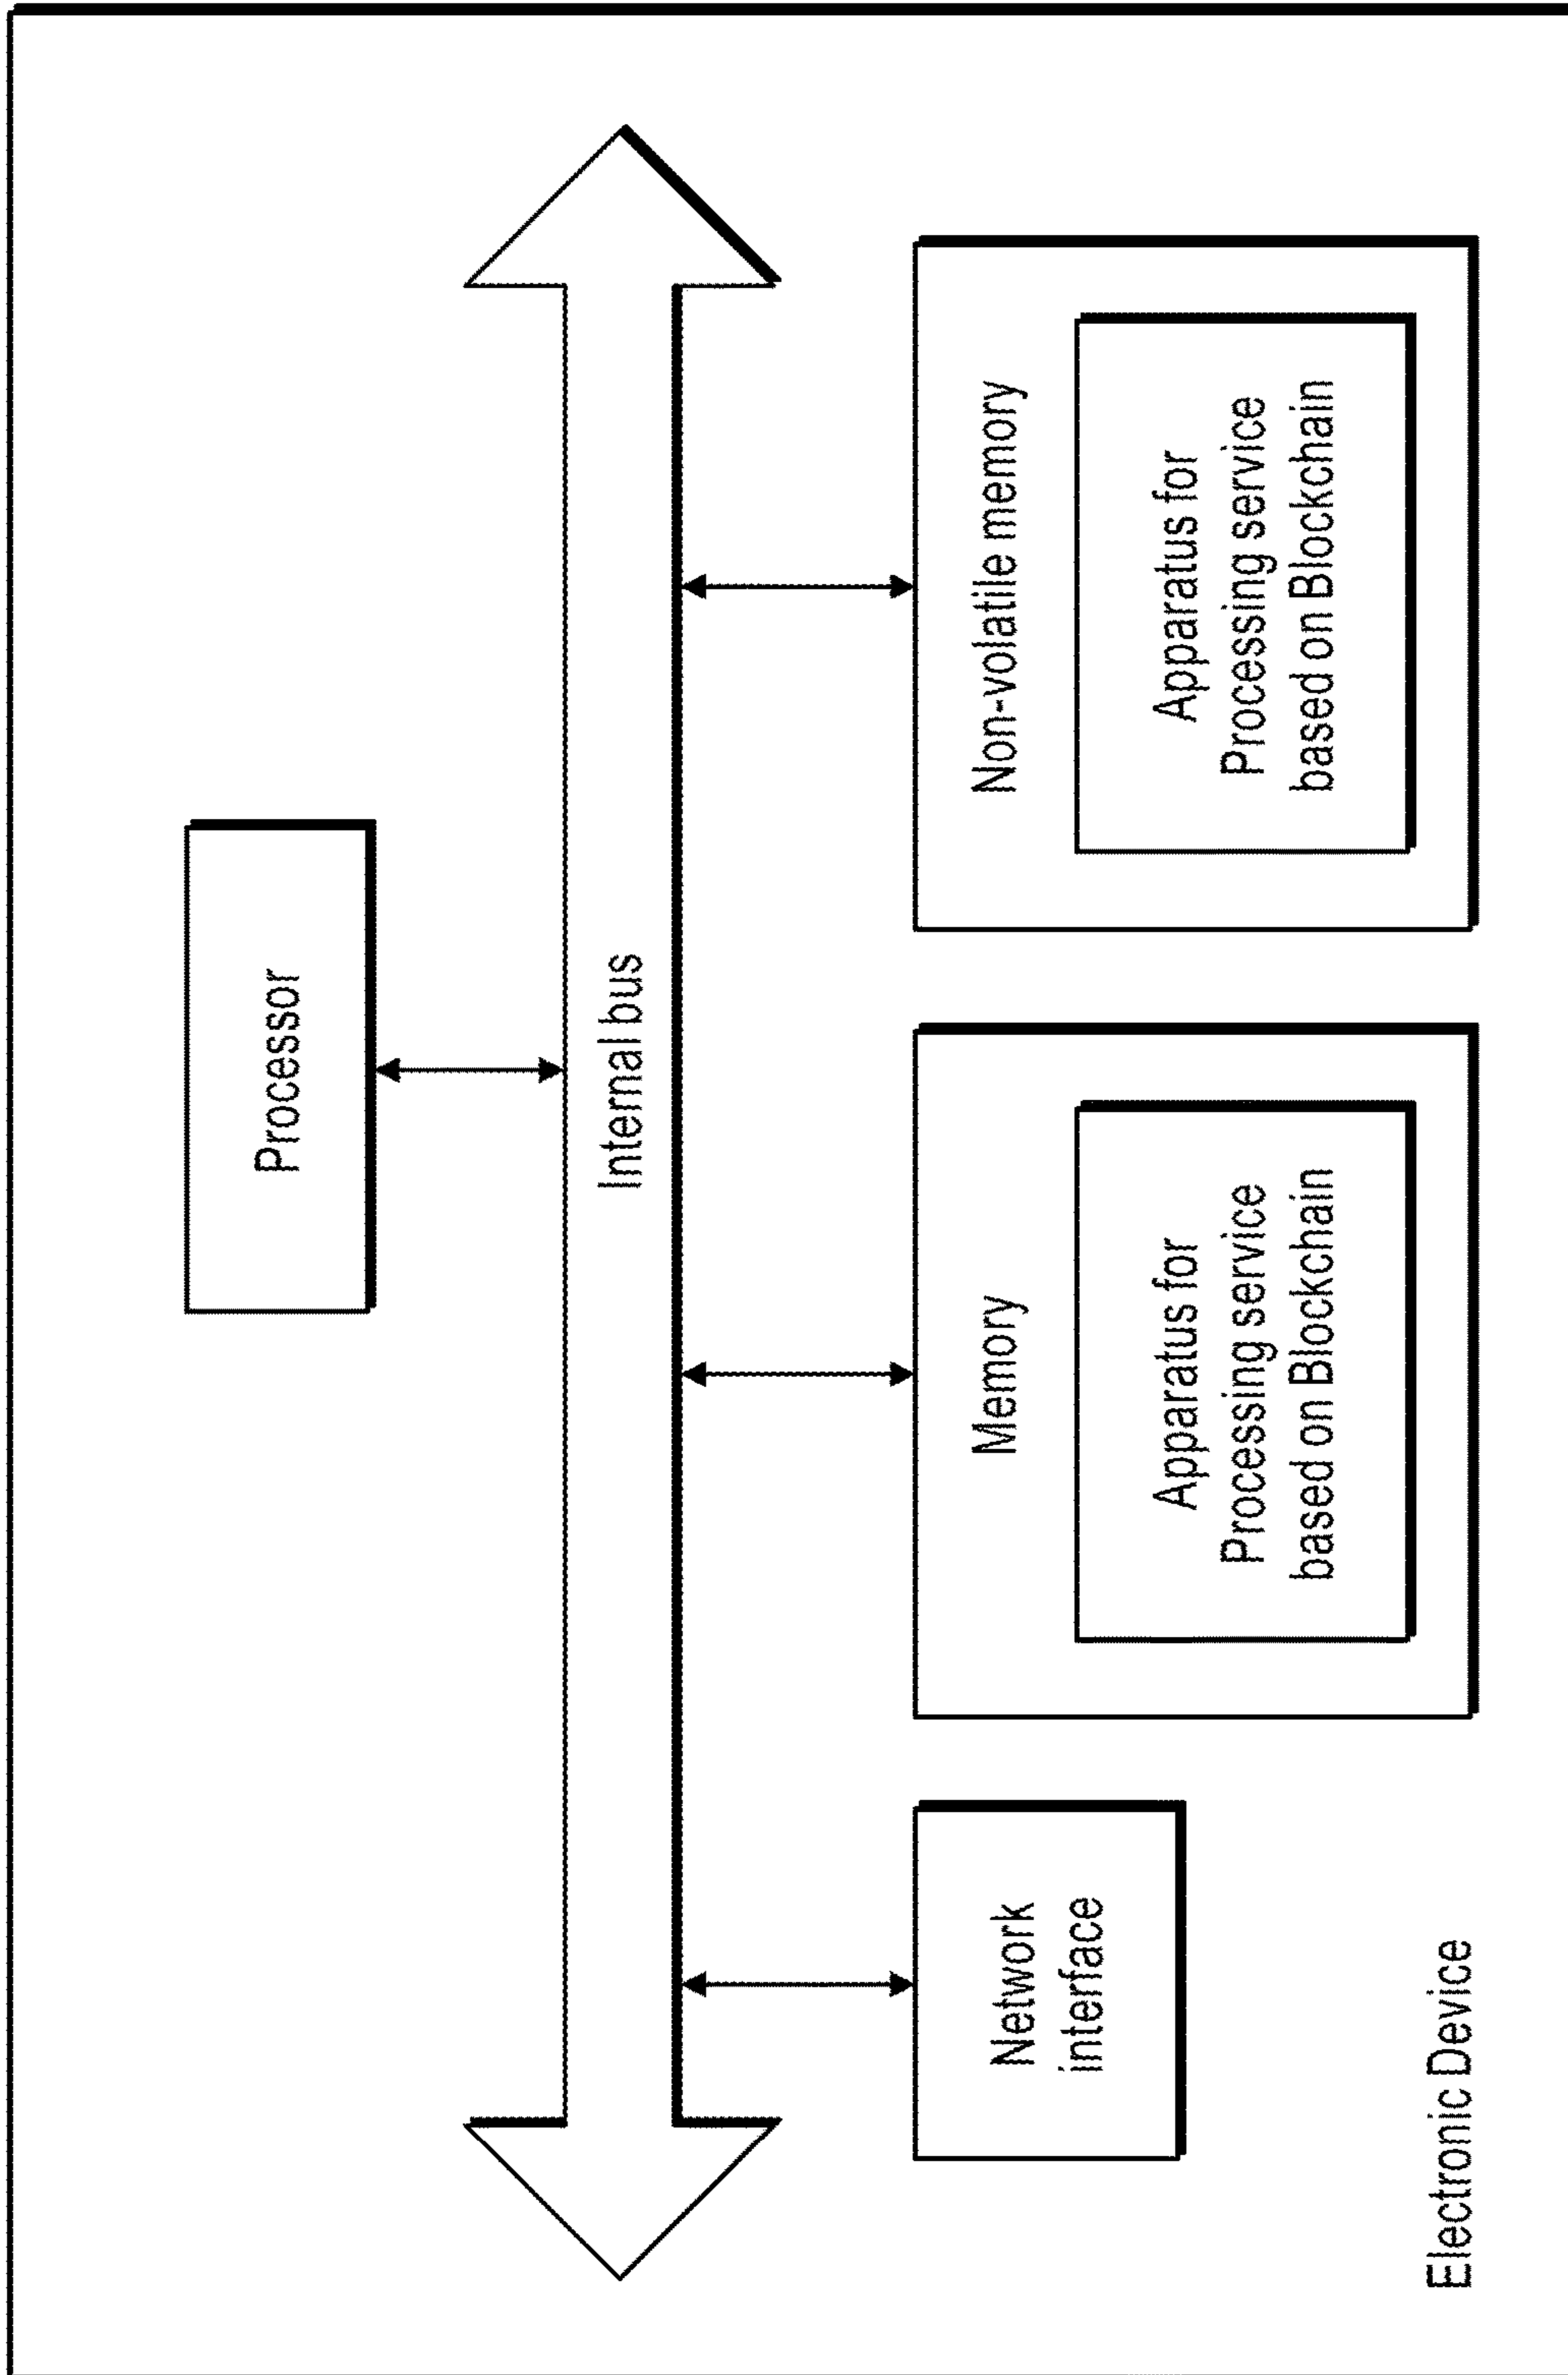 Processor
Internal bus
Network
interface
Memory
Apparatus for
Processing service
based on Blockchain
Non-volatile memory
Apparatus for
Processing service
based on Blockchain
Electronic Device